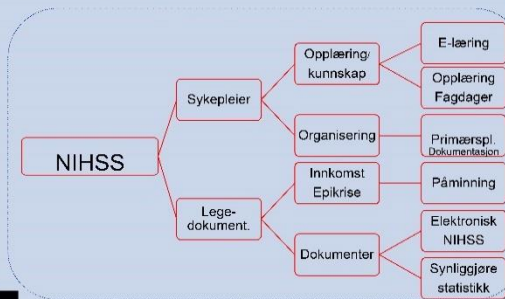 NIHSS
Sykepleier
Lege-
dokument.
Opplæring/
kunnskap
Organisering
Innkomst
Epikrise
Dokumenter
E-læring
Opplæring
Fagdager
Primærspl.
Dokumentasjon
Påminning
Elektronisk
NIHSS
Synliggjøre
statistikk